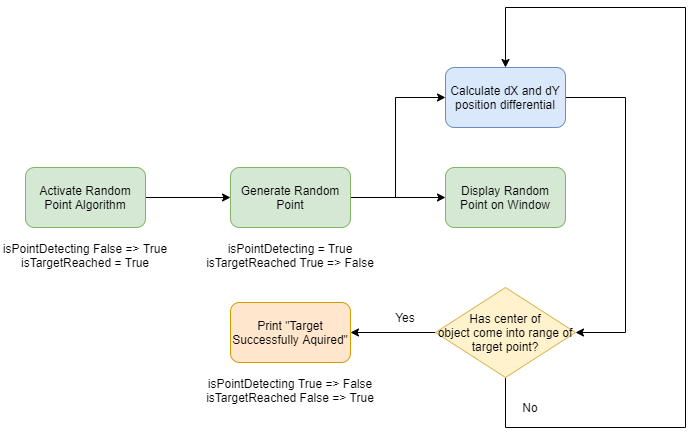 Calculate dX and dY
position differential
Activate Random
Point Algorithm
Generate Random
Point
Display Random
Point on Window
isPointDetecting False => True
isTargetReached = True
isPointDetecting = True
isTargetReached True => False
Print "Target
Successfully Aquired"
Yes
Has center of
object come into range of
target point?
isPointDetecting True => False
isTargetReached False => True
No